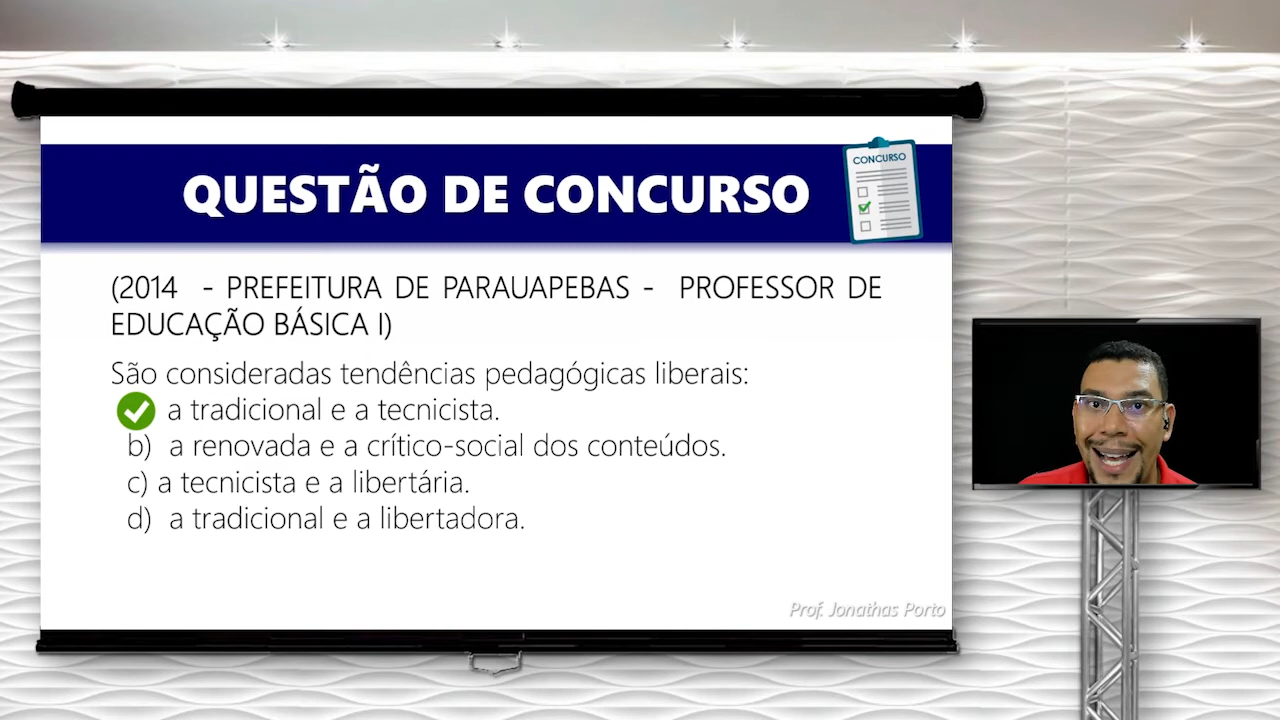 QUESTÃO DE CONCURSO
CONCURSO
(2014 - PREFEITURA DE PARAUAPEBAS - PROFESSOR DE
EDUCAÇÃO BÁSICA I)
São consideradas tendências pedagógicas liberais:
a tradicional e a tecnicista.
b) a renovada e a crítico-social dos conteúdos.
c) a tecnicista e a libertária.
d) a tradicional e a libertadora.
Prof. Jonathas Porto